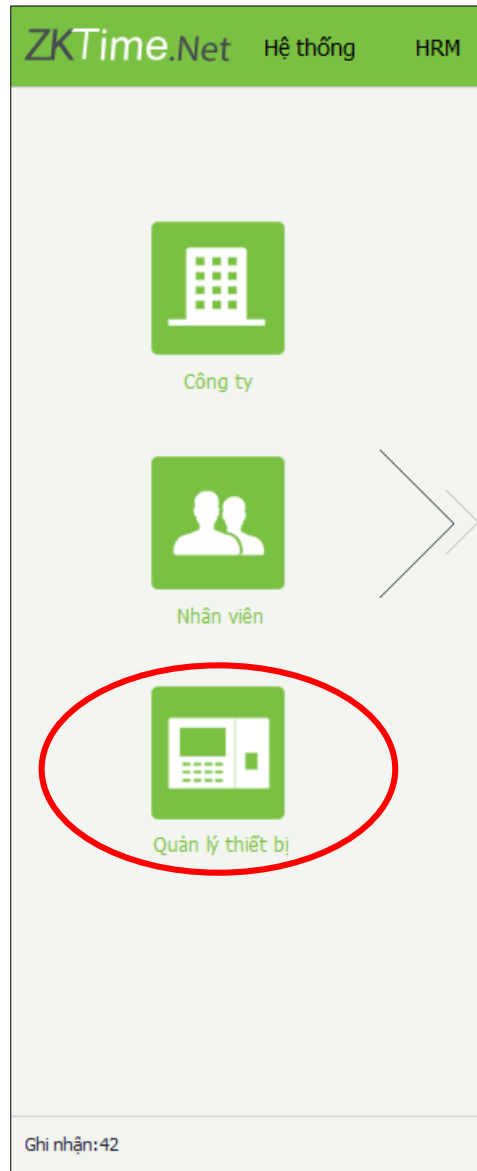 ZKTime.Net Hệ thống HRM
Công ty
Nhân viên
Quản lý thiết bị
Ghi nhận:42